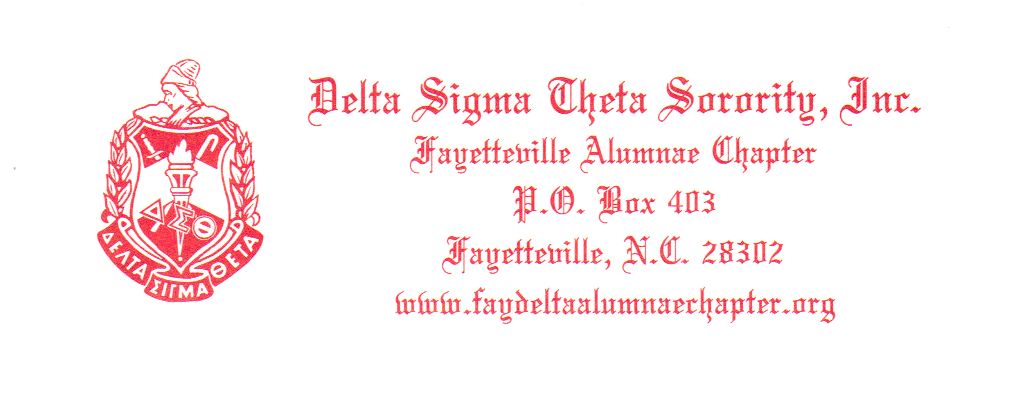 Delta Sigma Theta Sorority, Inc.
Fayetteville Alumnae Chapter
P.O. Box 403
Fayetteville, N.C. 28302
www.faydeltaalumnaechapter.org
ΔΣΘ
ΔΕΛΤΑ
ΣΙΓΜΑ
ΘΕΤΑ